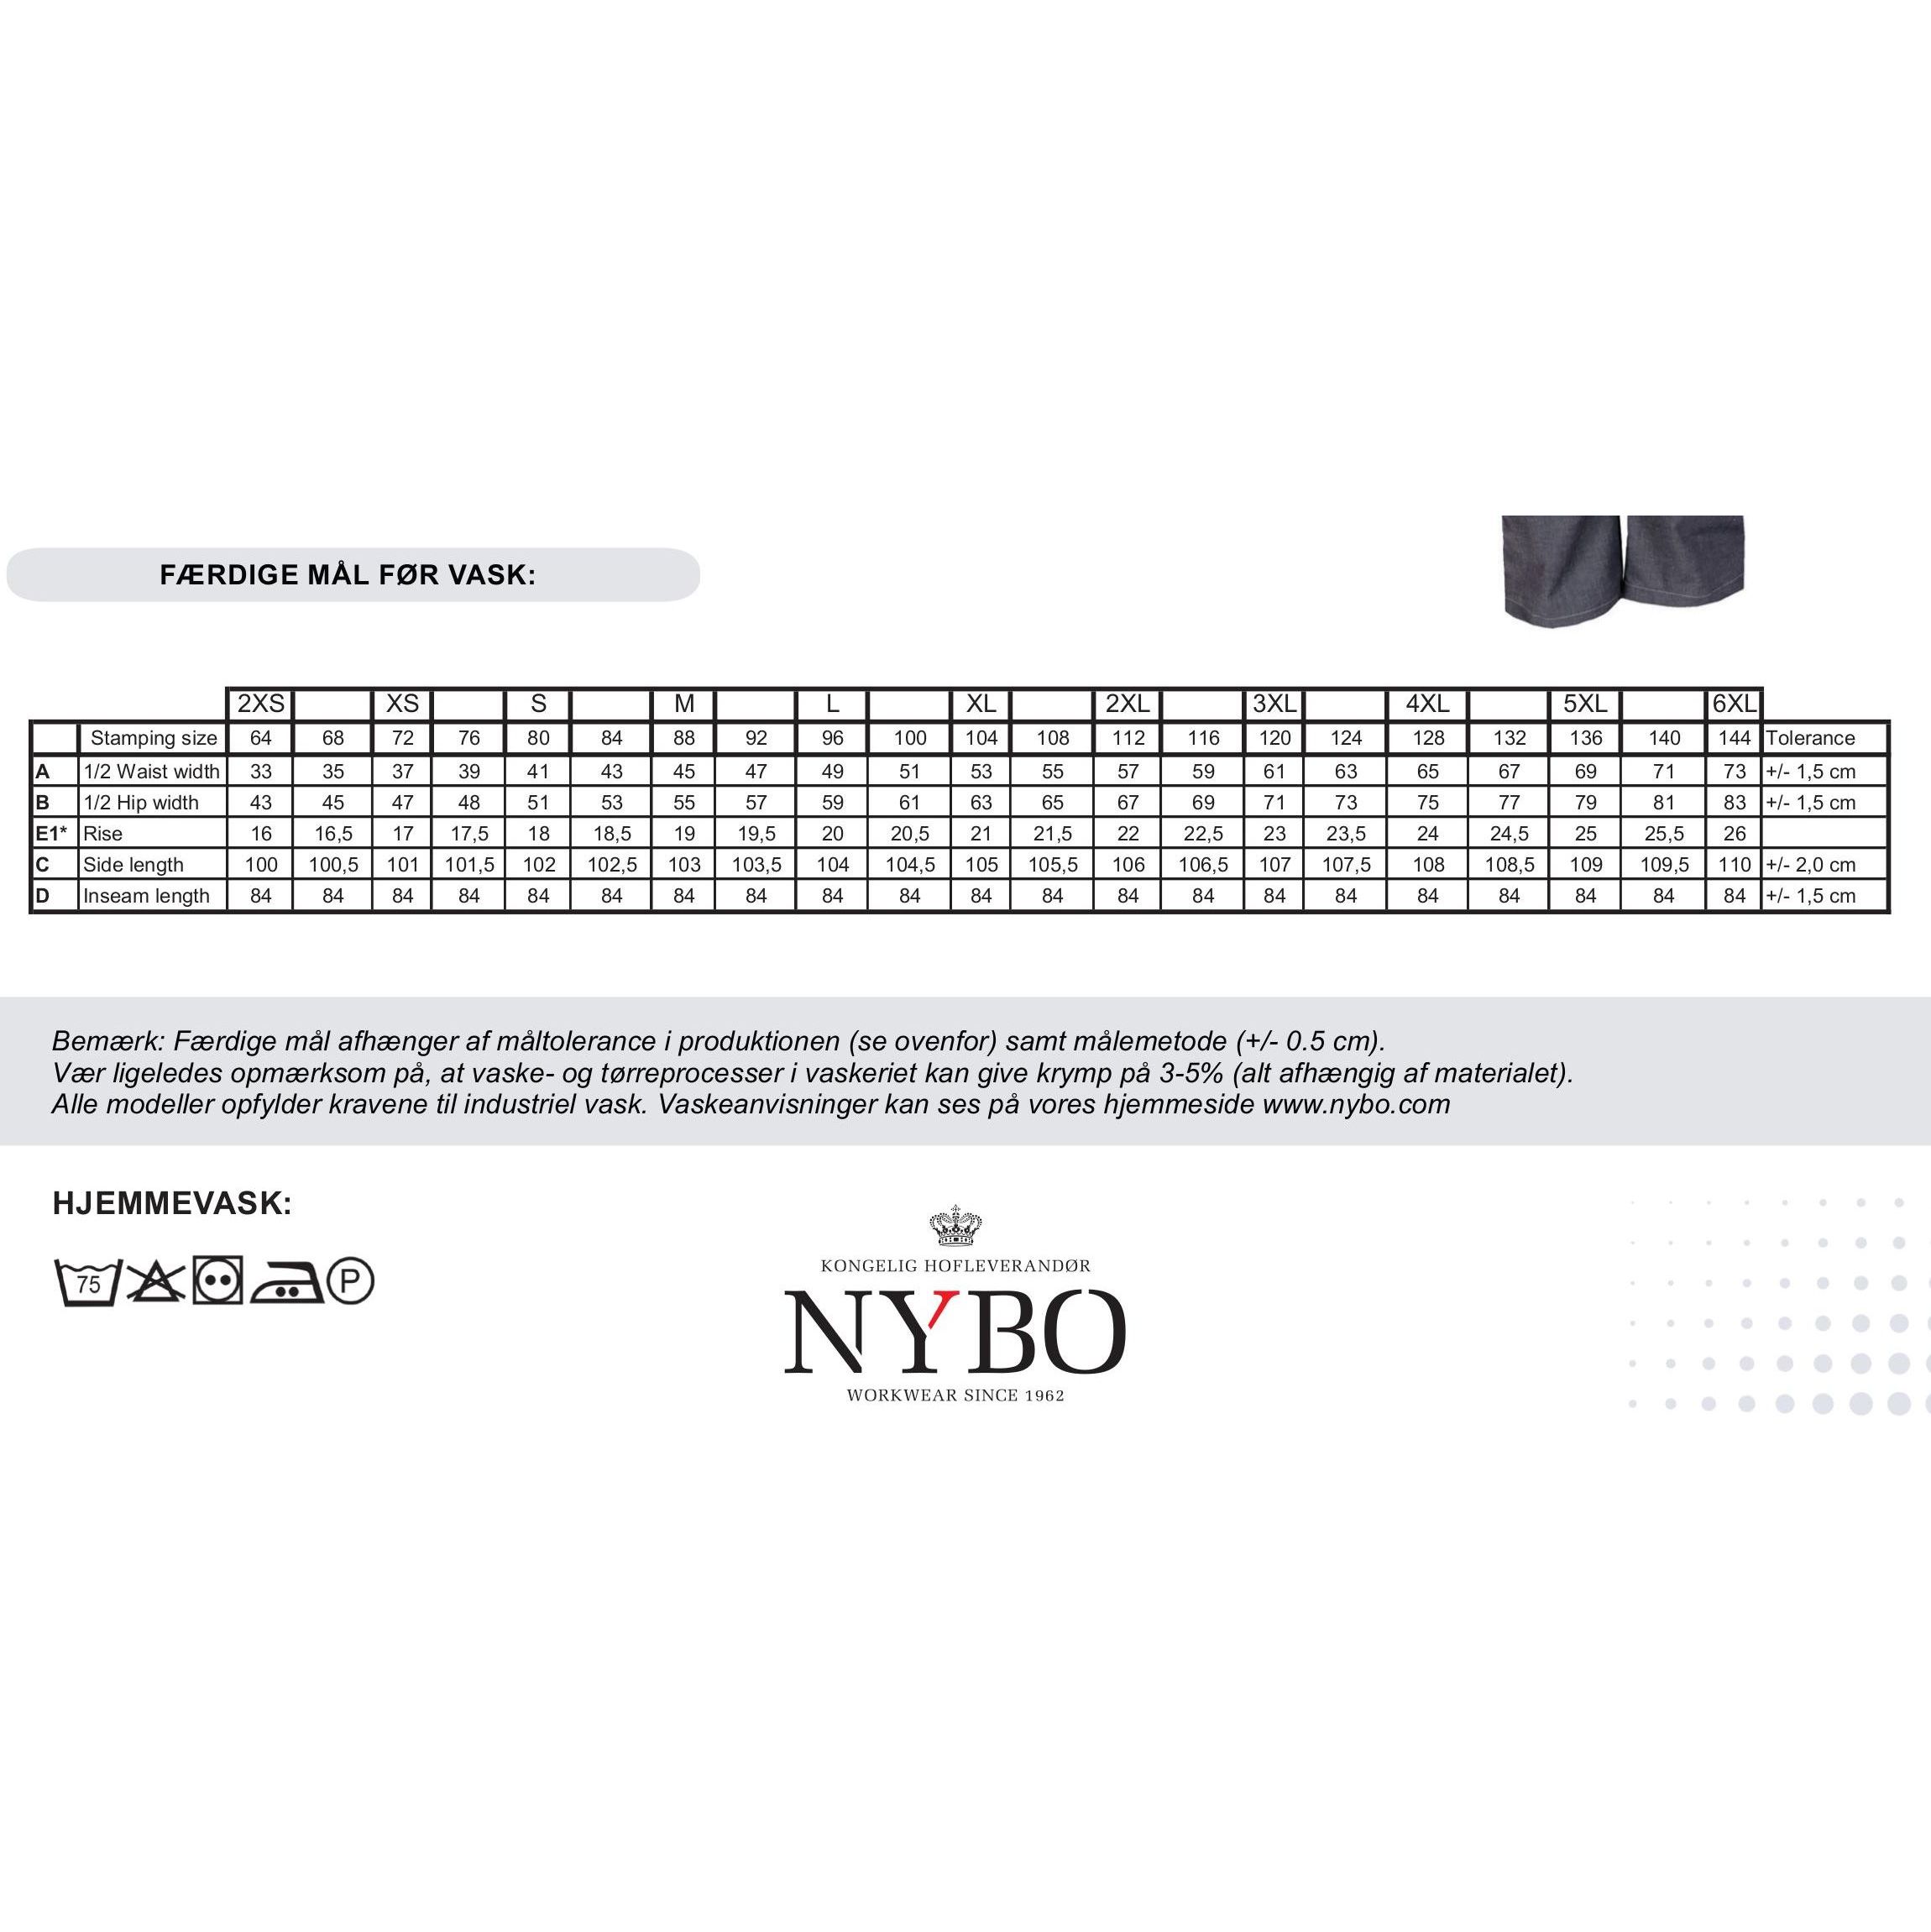 FÆRDIGE MÅL FØR VASK:
2XS XS S M L XL 2XL 3XL 4XL 5XL 6XL
Stamping size 64 68 72 76 80 84 88 92 96 100 104 108 112 116 120 124 128 132 136 140 144 Tolerance
A 1/2 Waist width 33 35 37 39 41 43 45 47 49 51 53 55 57 59 61 63 65 67 69 71 73 +/- 1,5 cm
B 1/2 Hip width 43 45 47 48 51 53 55 57 59 61 63 65 67 69 71 73 75 77 79 81 83 +/- 1,5 cm
E1* Rise 16 16,5 17 17,5 18 18,5 19 19,5 20 20,5 21 21,5 22 22,5 23 23,5 24 24,5 25 25,5 26
C Side length 100 100,5 101 101,5 102 102,5 103 103,5 104 104,5 105 105,5 106 106,5 107 107,5 108 108,5 109 109,5 110 +/- 2,0 cm
D Inseam length 84 84 84 84 84 84 84 84 84 84 84 84 84 84 84 84 84 84 84 84 84 +/- 1,5 cm
Bemærk: Færdige mål afhænger af måltolerance i produktionen (se ovenfor) samt målemetode (+/- 0.5 cm).
Vær ligeledes opmærksom på, at vaske- og tørreprocesser i vaskeriet kan give krymp på 3-5% (alt afhængig af materialet).
Alle modeller opfylder kravene til industriel vask. Vaskeanvisninger kan ses på vores hjemmeside www.nybo.com
HJEMMEVASK:
75 P
KONGELIG HOFLEVERANDØR
NYBO
WORKWEAR SINCE 1962